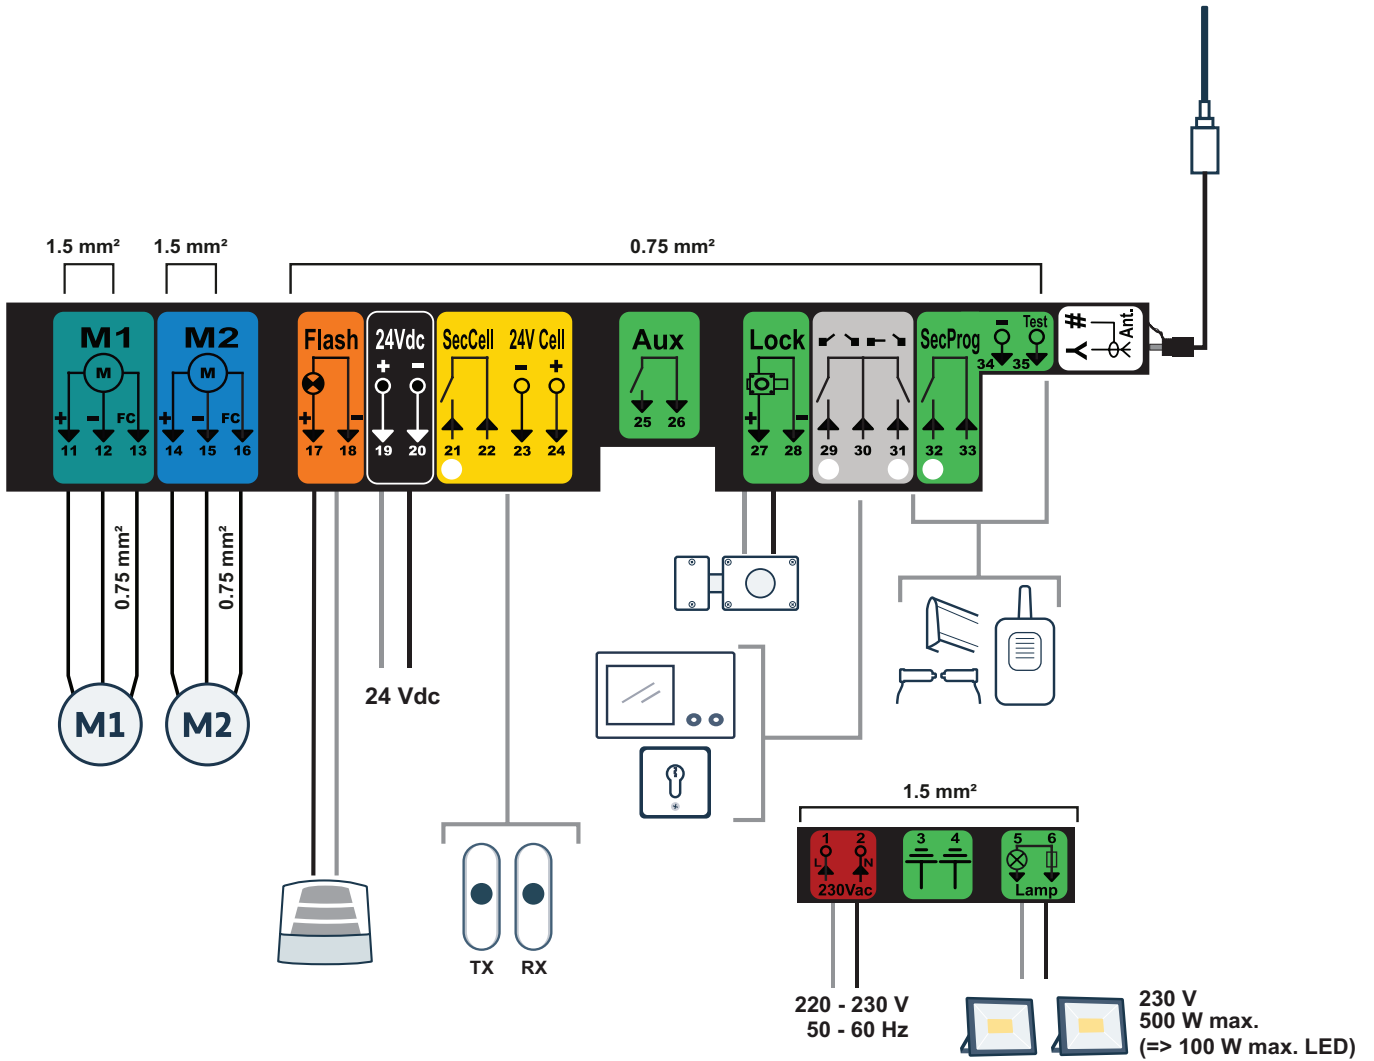 1.5 mm²
1.5 mm²
0.75 mm²
M1
M
+ - FC
11 12 13
M2
M
+ - FC
14 15 16
Flash
+ -
17 18
24Vdc
+ -
19 20
SecCell 24V Cell
- +
21 22 23 24
Aux
25 26
Lock
+ -
27 28
29 30 31
SecProg
32 33
- Test
34 35
# Y Ant.
0.75 mm²
0.75 mm²
M1
M2
24 Vdc
TX RX
1.5 mm²
1 2
L N
230Vac
3 4
5 6
Lamp
220 - 230 V
50 - 60 Hz
230 V
500 W max.
(=> 100 W max. LED)